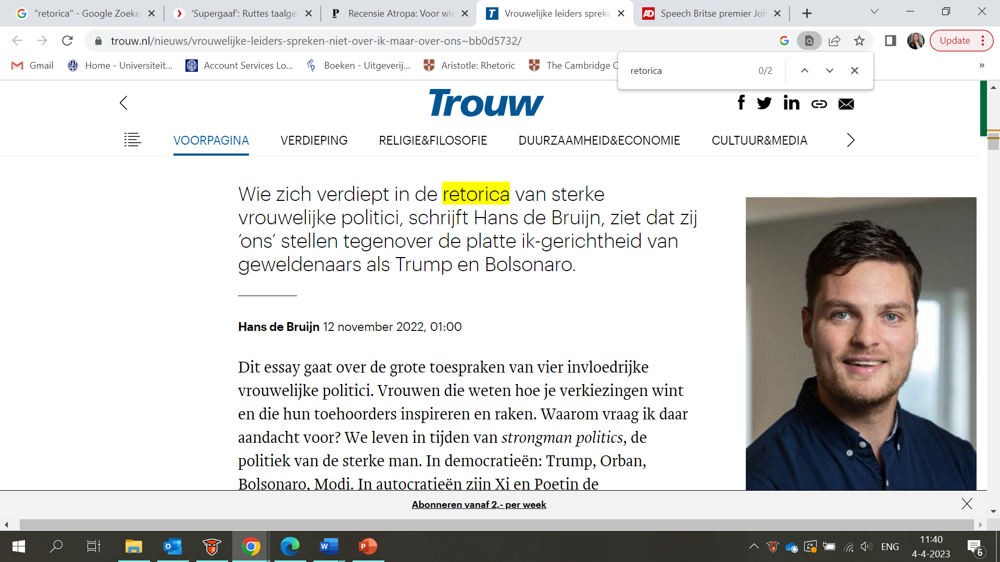 "retorica" - Google Zoeke
'Supergaaf': Ruttes taalgel
Recensie Atropa: Voor wie
Vrouwelijke leiders spreke
AD Speech Britse premier Joh
trouw.nl/nieuws/vrouwelijke-leiders-spreken-niet-over-ik-maar-over-ons~bb0d5732/
Update
Gmail
Home - Universiteit...
Account Services Lo...
Boeken - Uitgeverij...
Aristotle: Rhetoric
The Cambridge C
»
retorica 0/2
Trouw
VOORPAGINA VERDIEPING RELIGIE&FILOSOFIE DUURZAAMHEID&ECONOMIE CULTUUR&MEDIA
Wie zich verdiept in de retorica van sterke
vrouwelijke politici, schrijft Hans de Bruijn, ziet dat zij
‘ons’ stellen tegenover de platte ik-gerichtheid van
geweldenaars als Trump en Bolsonaro.
Hans de Bruijn 12 november 2022, 01:00
Dit essay gaat over de grote toespraken van vier invloedrijke
vrouwelijke politici. Vrouwen die weten hoe je verkiezingen wint
en die hun toehoorders inspireren en raken. Waarom vraag ik daar
aandacht voor? We leven in tijden van strongman politics, de
politiek van de sterke man. In democratieën: Trump, Orban,
Bolsonaro, Modi. In autocratieën zijn Xi en Poetin de
Abonneren vanaf 2,- per week
ENG
11:40
4-4-2023
6